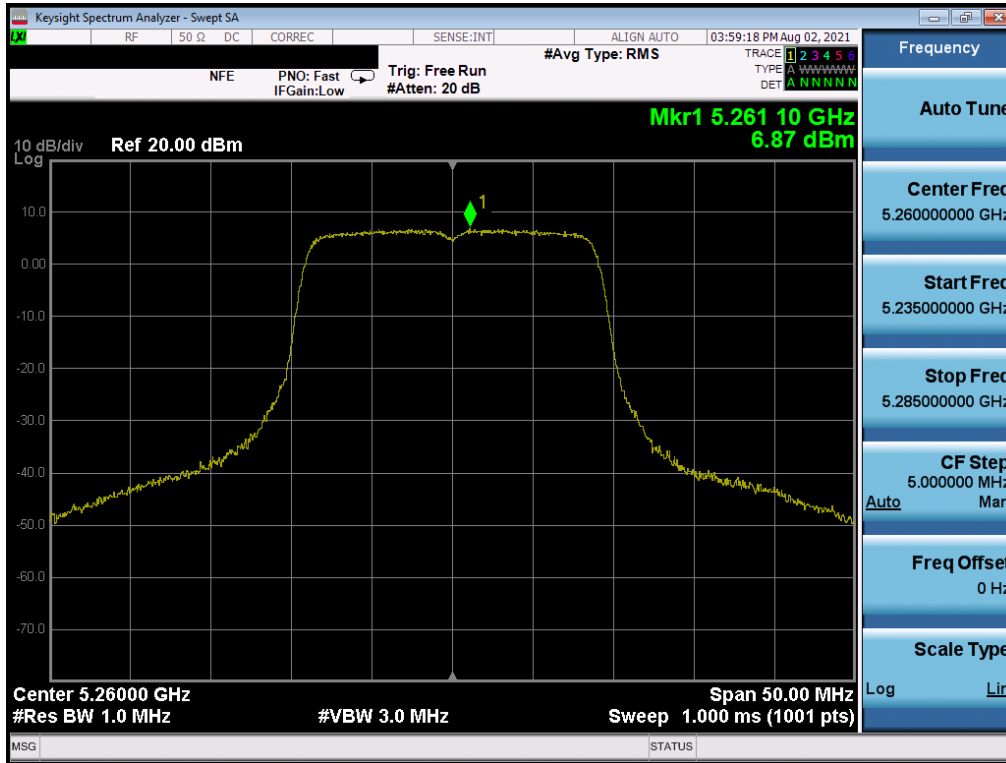 Keysight Spectrum Analyzer - Swept SA
LXI RF 50 Ω DC CORREC SENSE:INT ALIGN AUTO 03:59:18 PM Aug 02, 2021
Frequency
#Avg Type: RMS
TRACE 1 2 3 4 5 6
TYPE A WWWWW
DET A N N N N N
NFE
PNO: Fast
IFGain:Low
Trig: Free Run
#Atten: 20 dB
Mkr1 5.261 10 GHz
6.87 dBm
10 dB/div Ref 20.00 dBm
Log
1
10.0
0.00
-10.0
-20.0
-30.0
-40.0
-50.0
-60.0
-70.0
Center 5.26000 GHz Span 50.00 MHz
#Res BW 1.0 MHz #VBW 3.0 MHz Sweep 1.000 ms (1001 pts)
MSG STATUS
Auto Tune
Center Freq
5.260000000 GHz
Start Freq
5.235000000 GHz
Stop Freq
5.285000000 GHz
CF Step
5.000000 MHz
Auto Man
Freq Offset
0 Hz
Scale Type
Log Lin